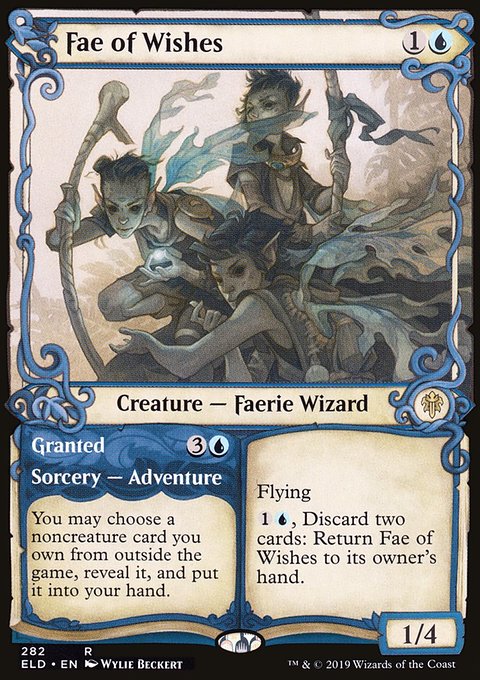 Fae of Wishes 1
Creature — Faerie Wizard
Granted 3
Sorcery — Adventure
You may choose a
noncreature card you
own from outside the
game, reveal it, and put
it into your hand.
Flying
1 , Discard two
cards: Return Fae of
Wishes to its owner's
hand.
1/4
282 R
ELD • EN Wylie Beckert
™ & © 2019 Wizards of the Coast